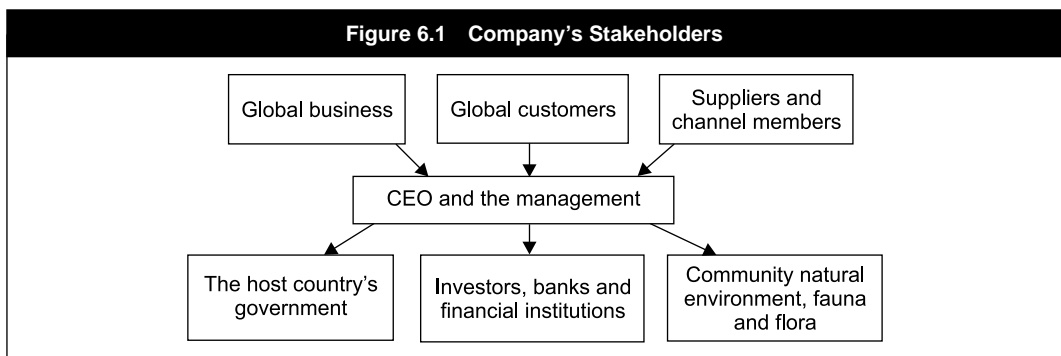 Figure 6.1 Company's Stakeholders
Global business
Global customers
Suppliers and
channel members
CEO and the management
The host country's
government
Investors, banks and
financial institutions
Community natural
environment, fauna
and flora